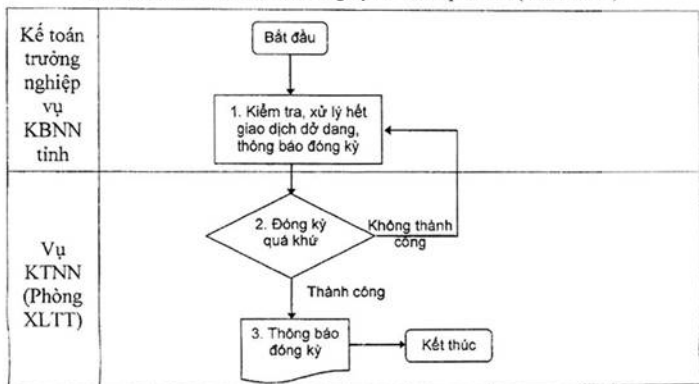 Kế toán
trưởng
nghiệp
vụ
KBNN
tỉnh
Bắt đầu
1. Kiểm tra, xử lý hết
giao dịch dở dang,
thông báo đóng kỳ
Vụ
KTNN
(Phòng
XLTT)
2. Đóng kỳ
quá khứ
Không thành
công
Thành công
3. Thông báo
đóng kỳ
Kết thúc